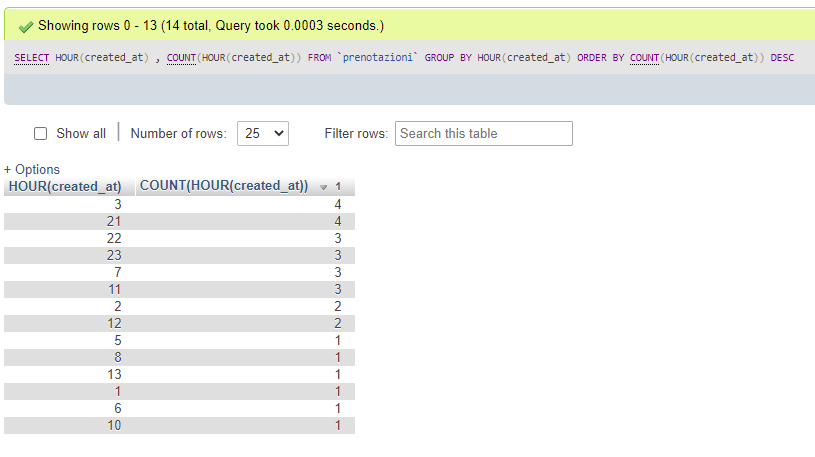 Showing rows 0 - 13 (14 total, Query took 0.0003 seconds.)
SELECT HOUR(created_at) , COUNT(HOUR(created_at)) FROM `prenotazioni` GROUP BY HOUR(created_at) ORDER BY COUNT(HOUR(created_at)) DESC
Show all | Number of rows: 25 Filter rows: Search this table
+ Options
HOUR(created_at) COUNT(HOUR(created_at)) 1
3 4
21 4
22 3
23 3
7 3
11 3
2 2
12 2
5 1
8 1
13 1
1 1
6 1
10 1